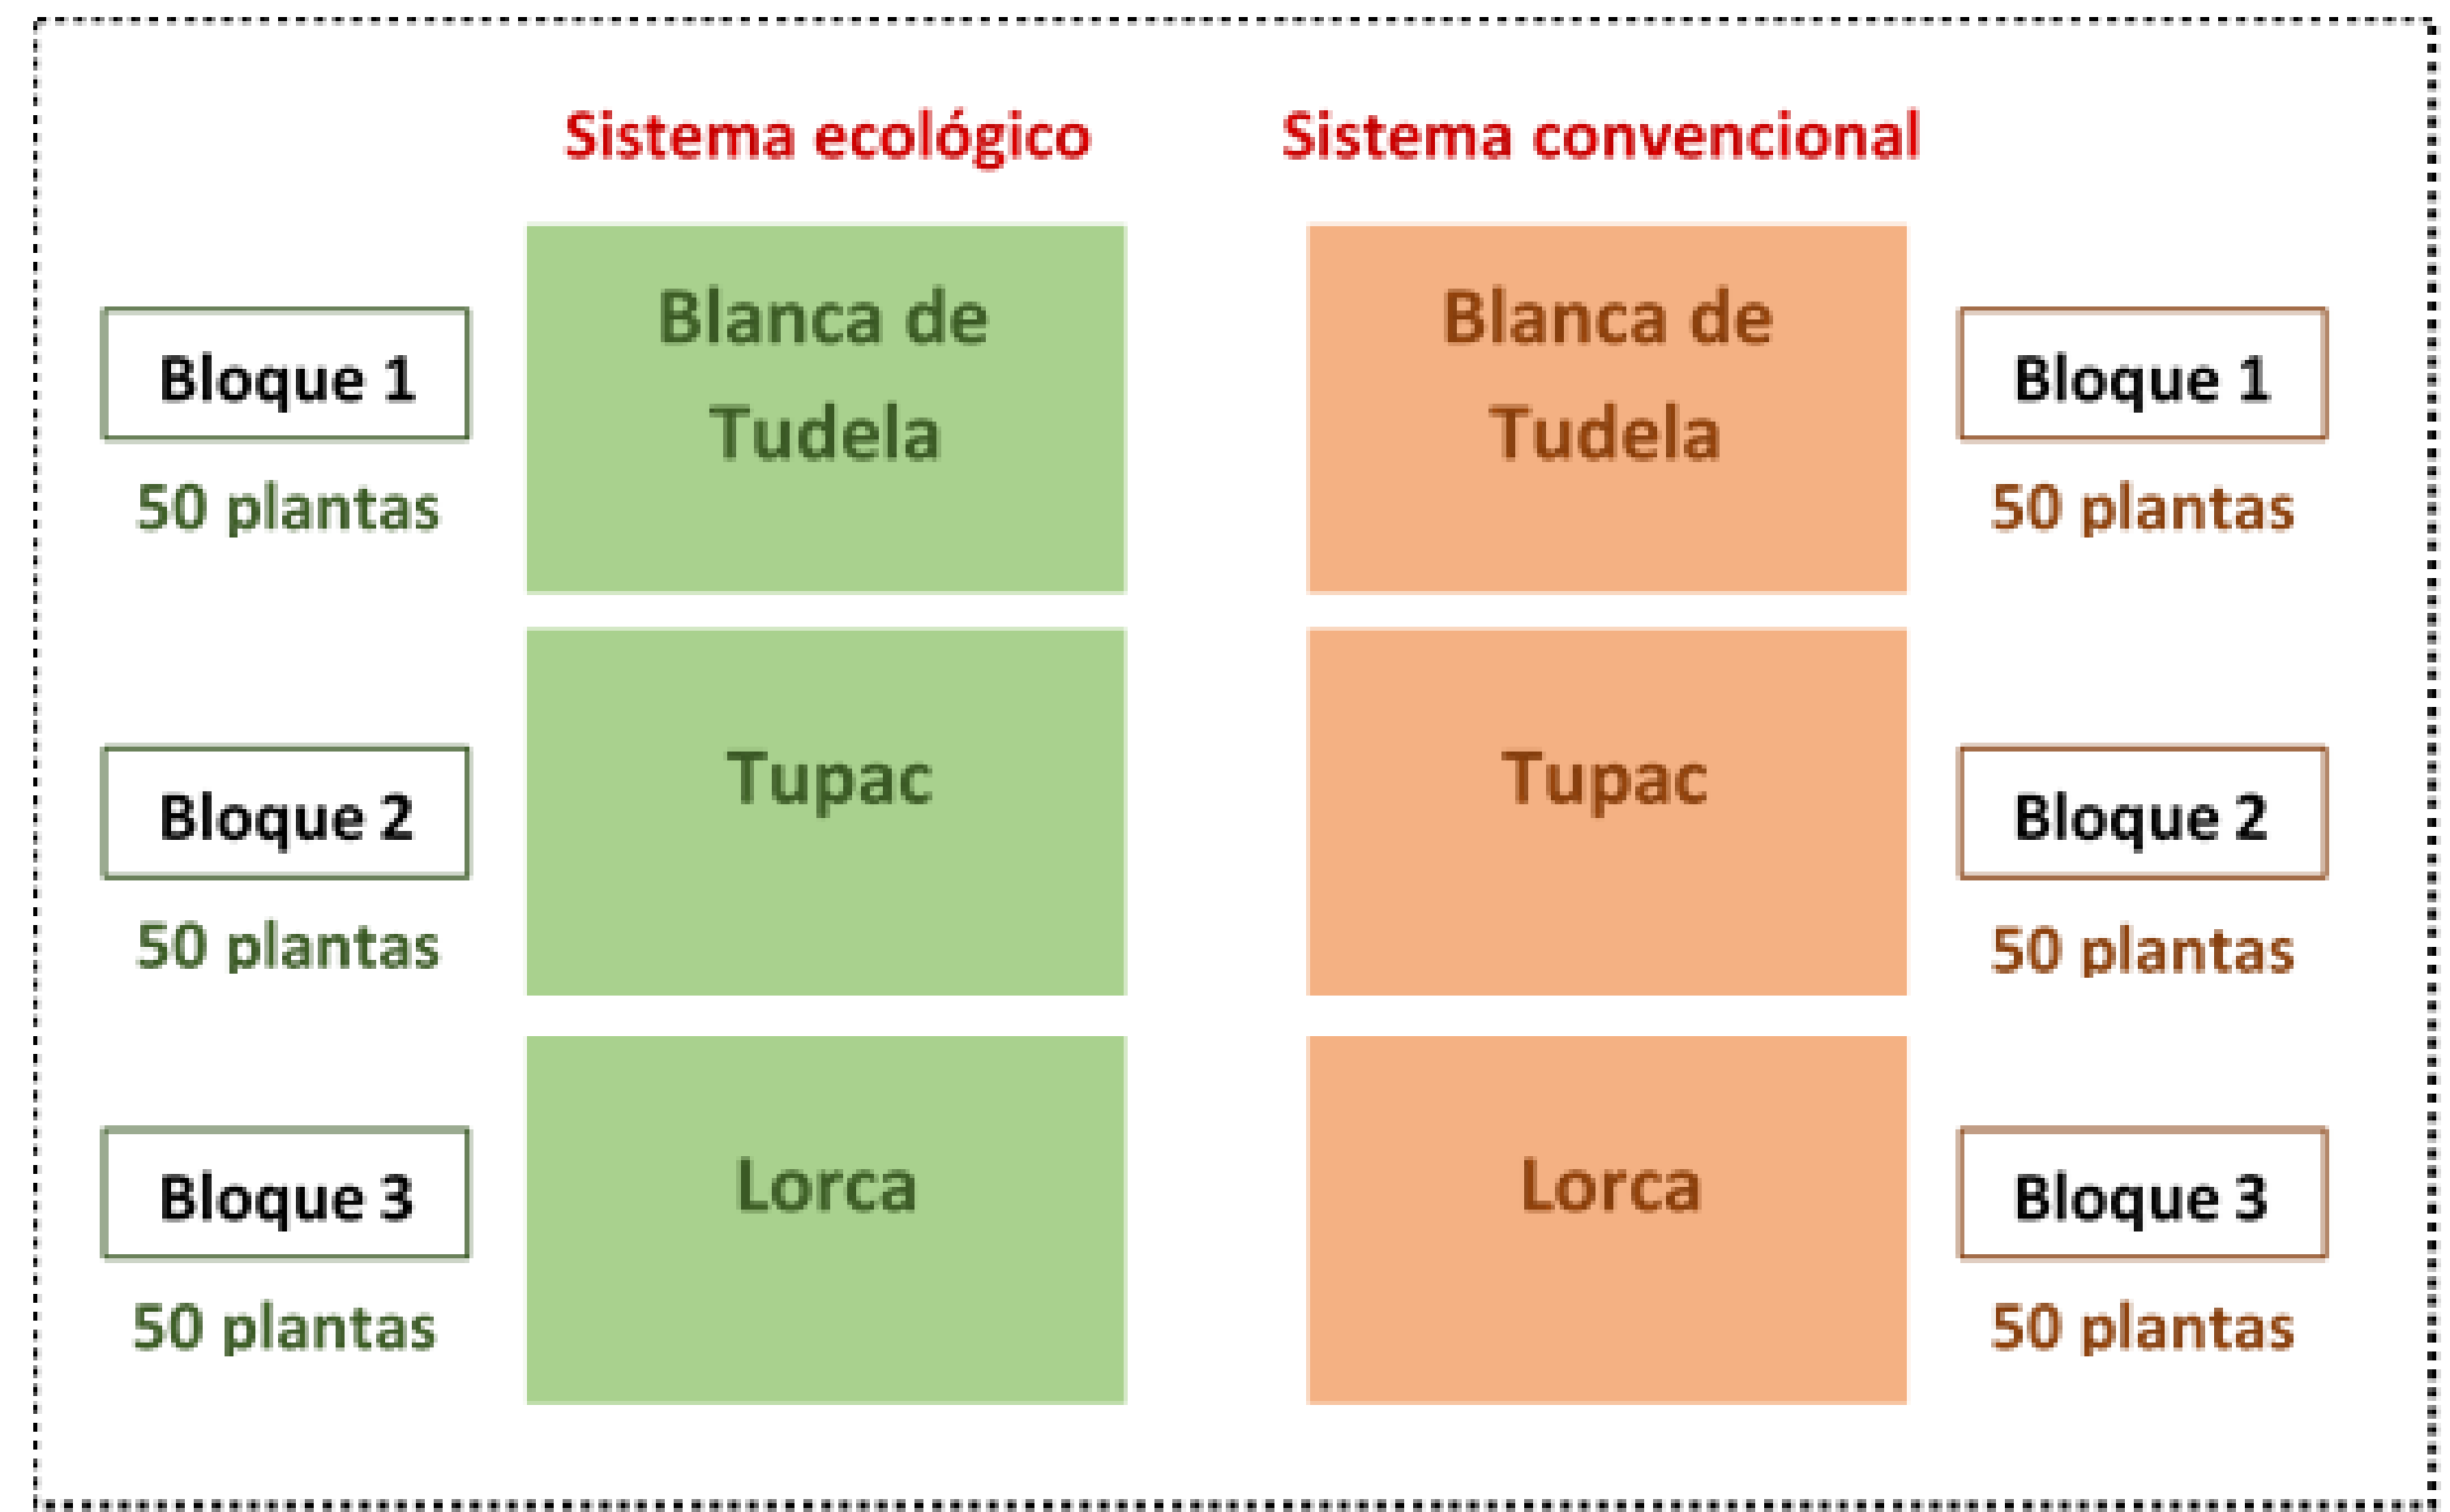 Sistema ecológico
Sistema convencional
Bloque 1
50 plantas
Blanca de
Tudela
Blanca de
Tudela
Bloque 1
50 plantas
Bloque 2
50 plantas
Tupac
Tupac
Bloque 2
50 plantas
Bloque 3
50 plantas
Lorca
Lorca
Bloque 3
50 plantas